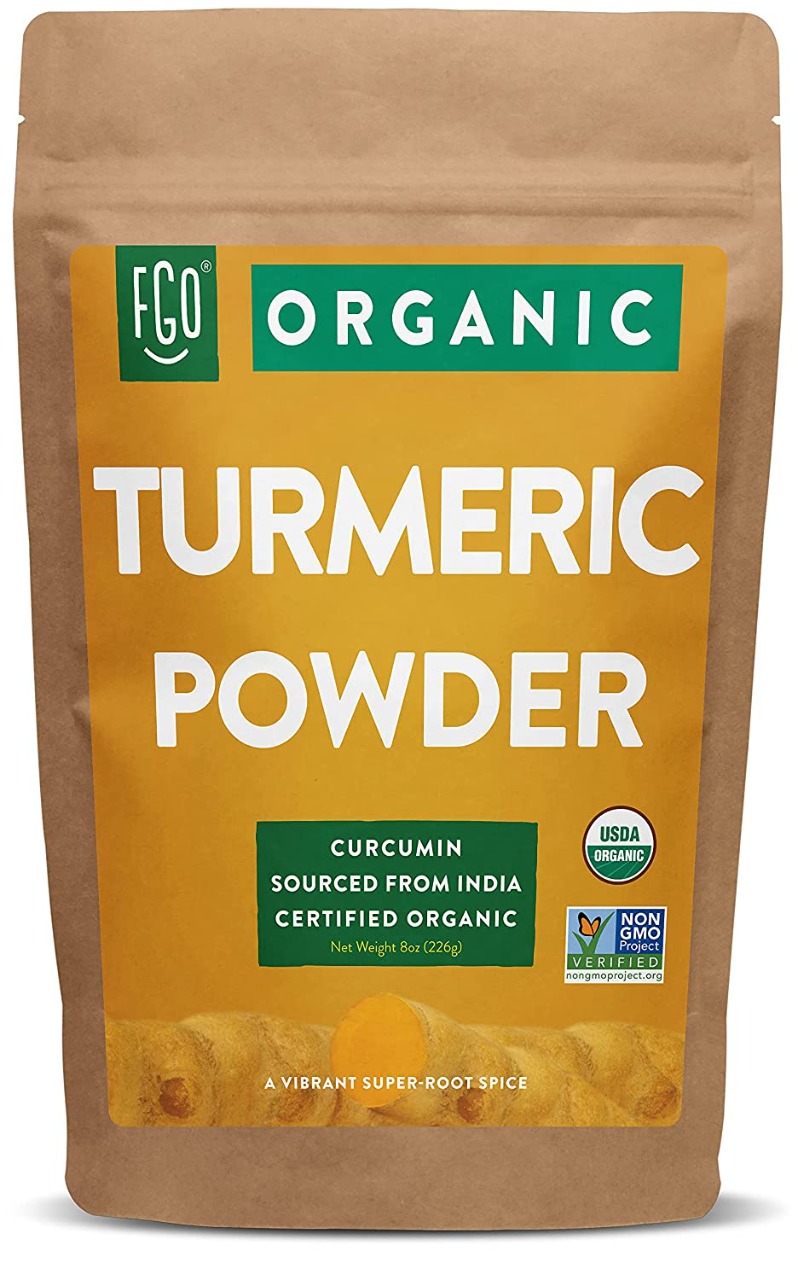 FGO®
ORGANIC
TURMERIC
POWDER
CURCUMIN
SOURCED FROM INDIA
CERTIFIED ORGANIC
Net Weight 8oz (226g)
USDA
ORGANIC
NON
GMO
Project
VERIFIED
nongmoproject.org
A VIBRANT SUPER-ROOT SPICE